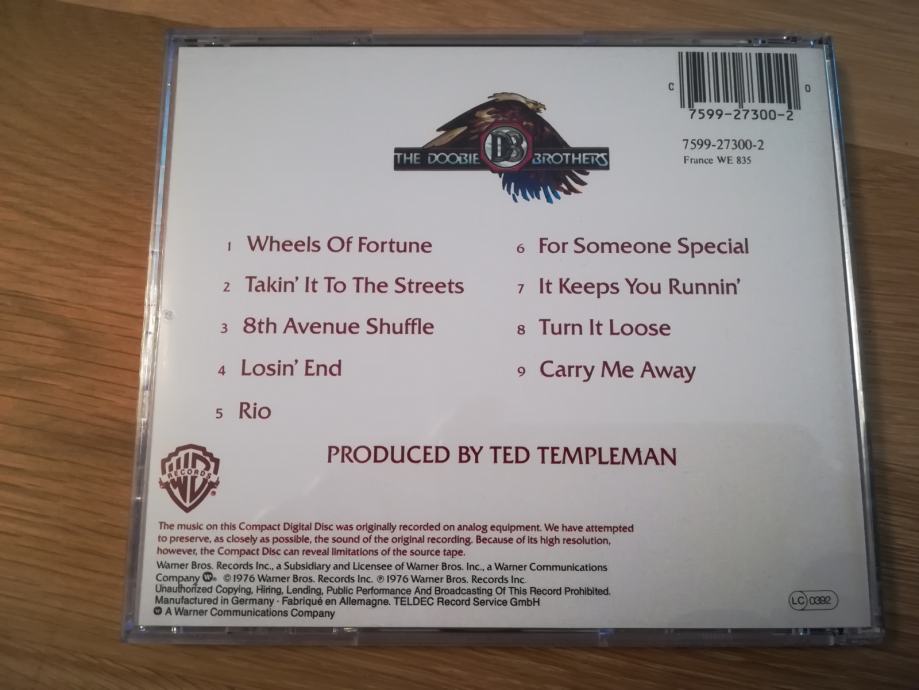 C 0
7599-27300-2
7599-27300-2
France WE 835
THE DOOBIE DB BROTHERS
1 Wheels Of Fortune
2 Takin' It To The Streets
3 8th Avenue Shuffle
4 Losin' End
5 Rio
6 For Someone Special
7 It Keeps You Runnin'
8 Turn It Loose
9 Carry Me Away
PRODUCED BY TED TEMPLEMAN
WB
RECORDS
®
The music on this Compact Digital Disc was originally recorded on analog equipment. We have attempted
to preserve, as closely as possible, the sound of the original recording. Because of its high resolution,
however, the Compact Disc can reveal limitations of the source tape.
Warner Bros. Records Inc., a Subsidiary and Licensee of Warner Bros. Inc., a Warner Communications
Company ©1976 Warner Bros. Records Inc. ℗1976 Warner Bros. Records Inc.
Unauthorized Copying, Hiring, Lending, Public Performance And Broadcasting Of This Record Prohibited.
Manufactured in Germany · Fabriqué en Allemagne. TELDEC Record Service GmbH
A Warner Communications Company
LC 0392